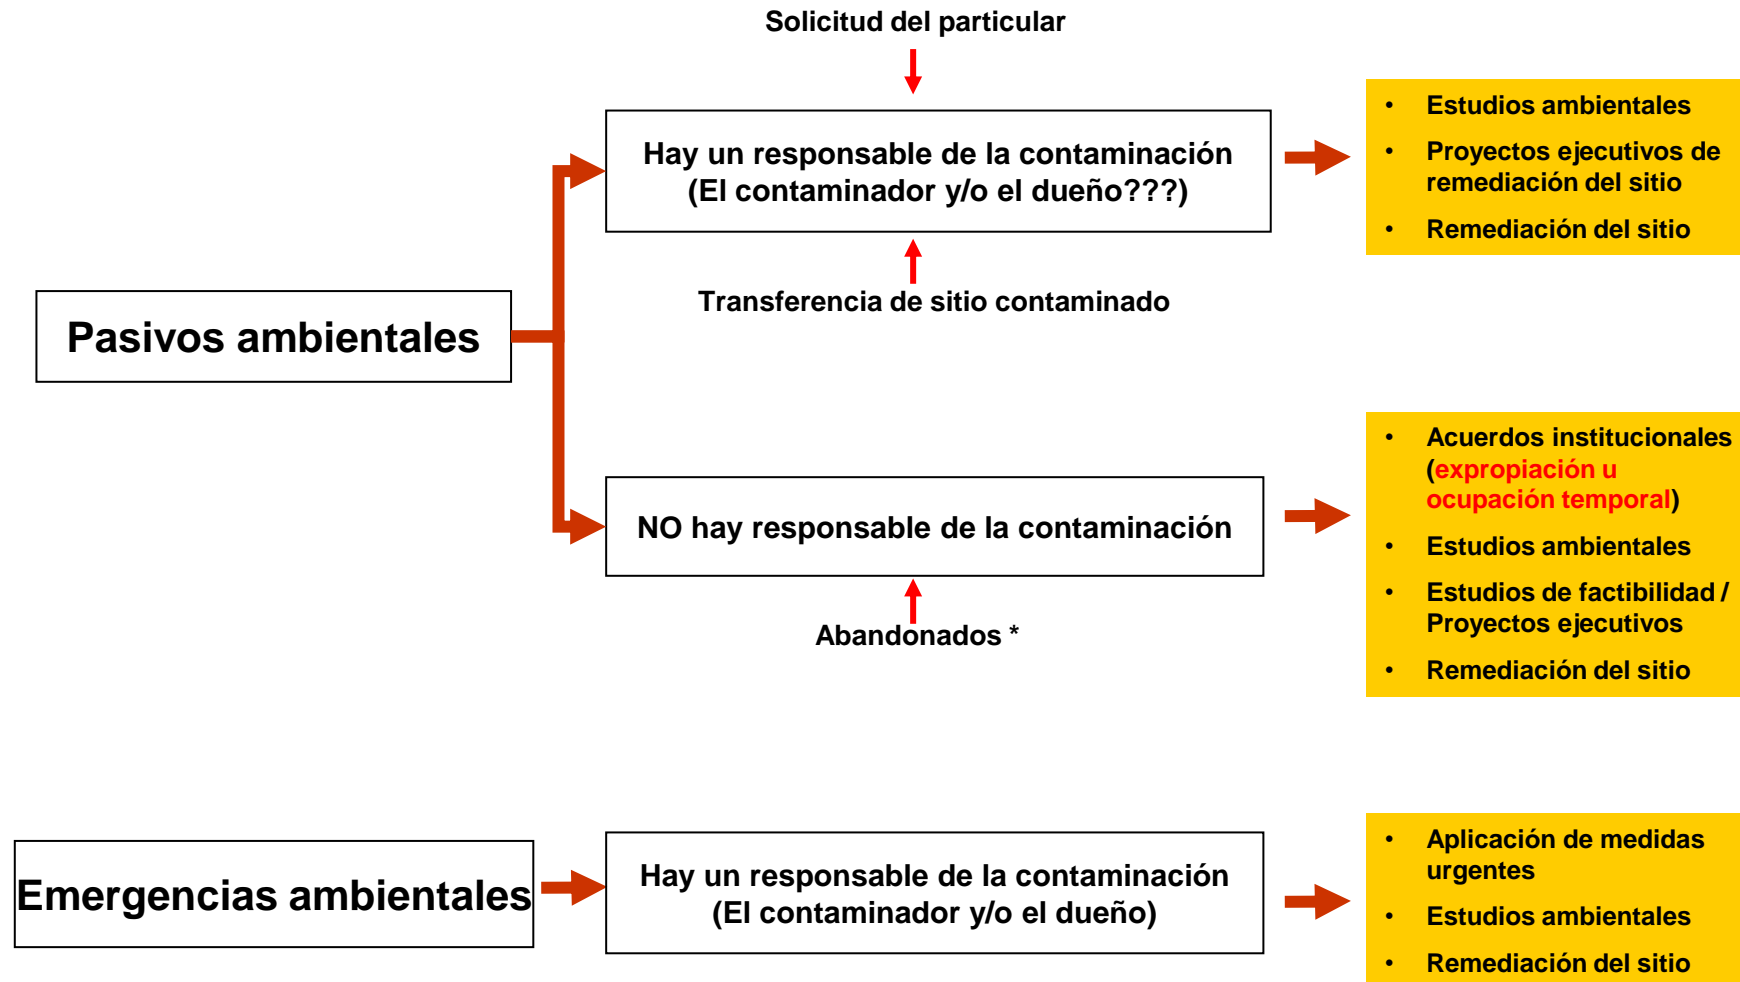 Solicitud del particular
Hay un responsable de la contaminación
(El contaminador y/o el dueño???)
Transferencia de sitio contaminado
• Estudios ambientales
• Proyectos ejecutivos de
remediación del sitio
• Remediación del sitio
Pasivos ambientales
NO hay responsable de la contaminación
Abandonados *
• Acuerdos institucionales
(expropiación u
ocupación temporal)
• Estudios ambientales
• Estudios de factibilidad /
Proyectos ejecutivos
• Remediación del sitio
Emergencias ambientales
Hay un responsable de la contaminación
(El contaminador y/o el dueño)
• Aplicación de medidas
urgentes
• Estudios ambientales
• Remediación del sitio